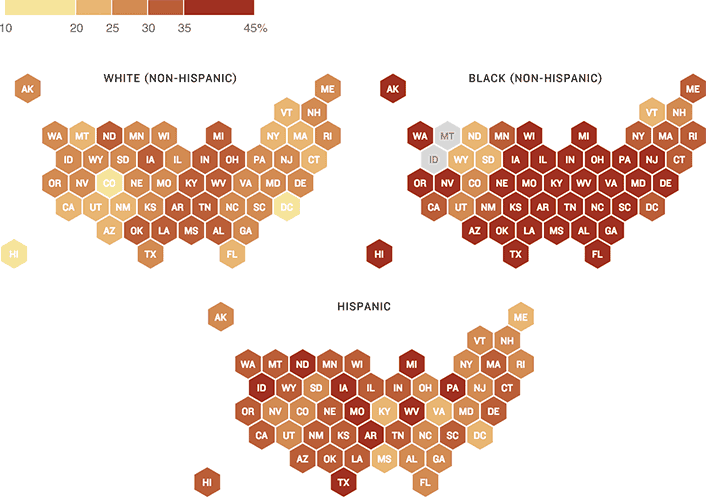 10 20 25 30 35 45%
WHITE (NON-HISPANIC)
AK ME
VT NH
WA MT ND MN WI MI NY MA RI
ID WY SD IA IL IN OH PA NJ CT
OR NV CO NE MO KY WV VA MD DE
CA UT NM KS AR TN NC SC DC
AZ OK LA MS AL GA
HI TX FL
BLACK (NON-HISPANIC)
AK ME
VT NH
WA MT ND MN WI MI NY MA RI
ID WY SD IA IL IN OH PA NJ CT
OR NV CO NE MO KY WV VA MD DE
CA UT NM KS AR TN NC SC DC
AZ OK LA MS AL GA
HI TX FL
HISPANIC
AK ME
VT NH
WA MT ND MN WI MI NY MA RI
ID WY SD IA IL IN OH PA NJ CT
OR NV CO NE MO KY WV VA MD DE
CA UT NM KS AR TN NC SC DC
AZ OK LA MS AL GA
HI TX FL